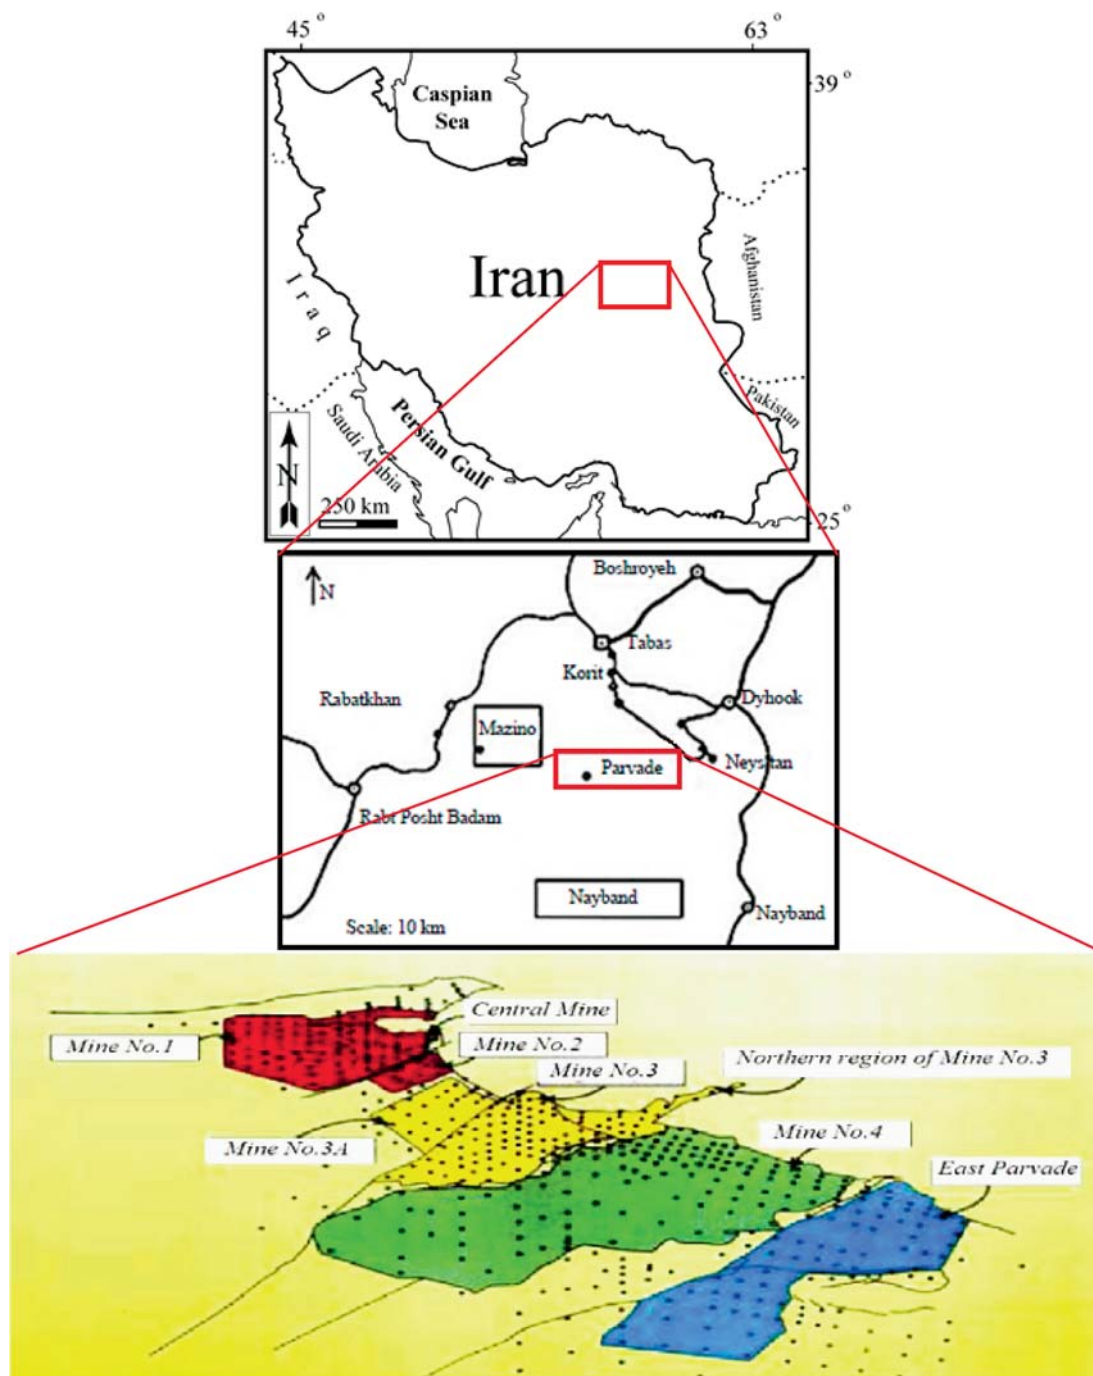 45 °
63 °
39 °
Caspian
Sea
Iran
Afghanistan
Iraq
Pakistan
Persian Gulf
Saudi Arabia
N
250 km
25 °
N
Boshroyeh
Tabas
Korit
Rabatkhan
Dyhook
Mazino
Parvade
Neystan
Rabt Posht Badam
Nayband
Nayband
Scale: 10 km
Central Mine
Mine No.1
Mine No.2
Mine No.3
Northern region of Mine No.3
Mine No.3A
Mine No.4
East Parvade